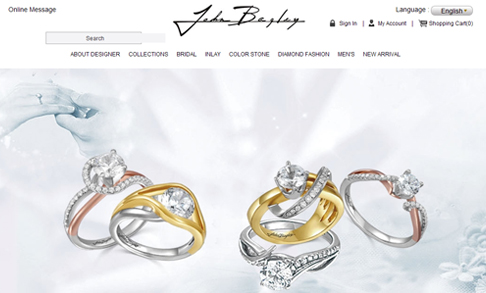 Online Message
Language : English
John Bagley
Sign In | My Account | Shopping Cart(0)
Search
ABOUT DESIGNER COLLECTIONS BRIDAL INLAY COLOR STONE DIAMOND FASHION MEN'S NEW ARRIVAL